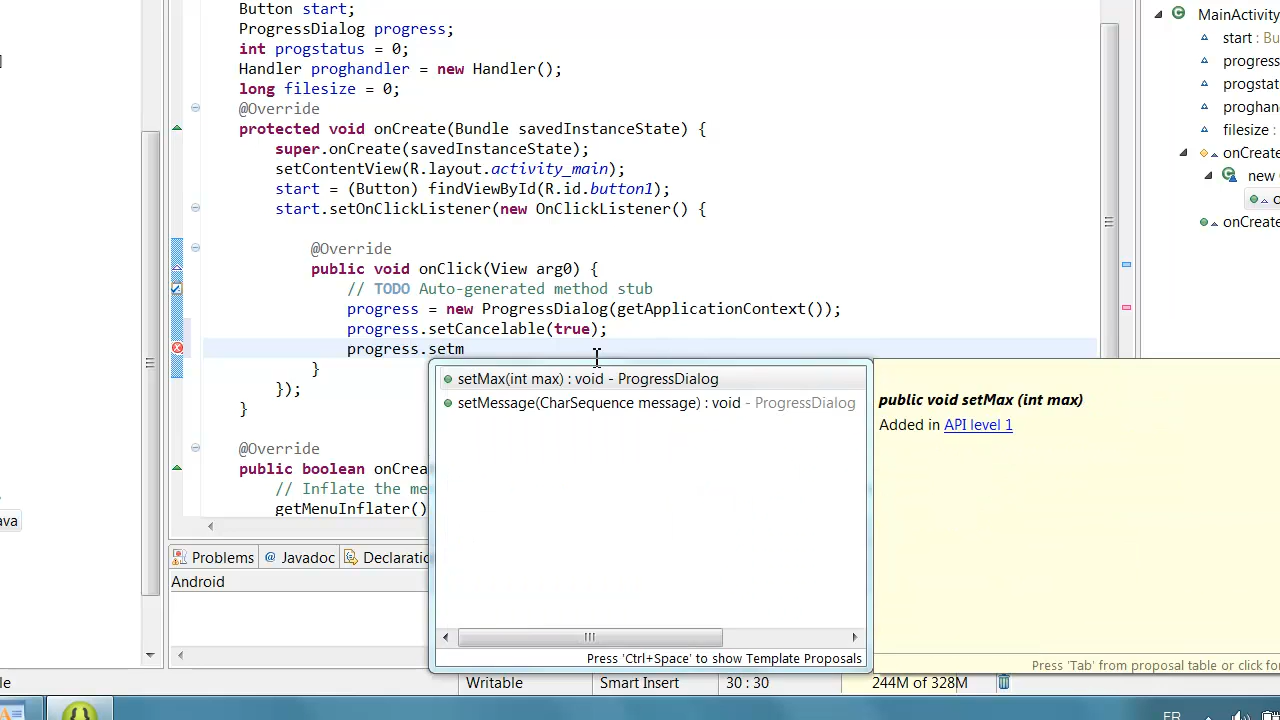 Button start;
ProgressDialog progress;
int progstatus = 0;
Handler proghandler = new Handler();
long filesize = 0;
@Override
protected void onCreate(Bundle savedInstanceState) {
super.onCreate(savedInstanceState);
setContentView(R.layout.activity_main);
start = (Button) findViewById(R.id.button1);
start.setOnClickListener(new OnClickListener() {
@Override
public void onClick(View arg0) {
// TODO Auto-generated method stub
progress = new ProgressDialog(getApplicationContext());
progress.setCancelable(true);
progress.setm
}
});
}
@Override
public boolean onCrea
// Inflate the me
getMenuInflater()
setMax(int max) : void - ProgressDialog
setMessage(CharSequence message) : void - ProgressDialog
Press 'Ctrl+Space' to show Template Proposals
public void setMax (int max)
Added in API level 1
Press 'Tab' from proposal table or click fo
MainActivity
start : Bu
progress
progstat
proghan
filesize :
onCreate
new
o
onCreate
ava
Problems
@ Javadoc
Declaratio
Android
le
Writable
Smart Insert
30 : 30
244M of 328M
FR